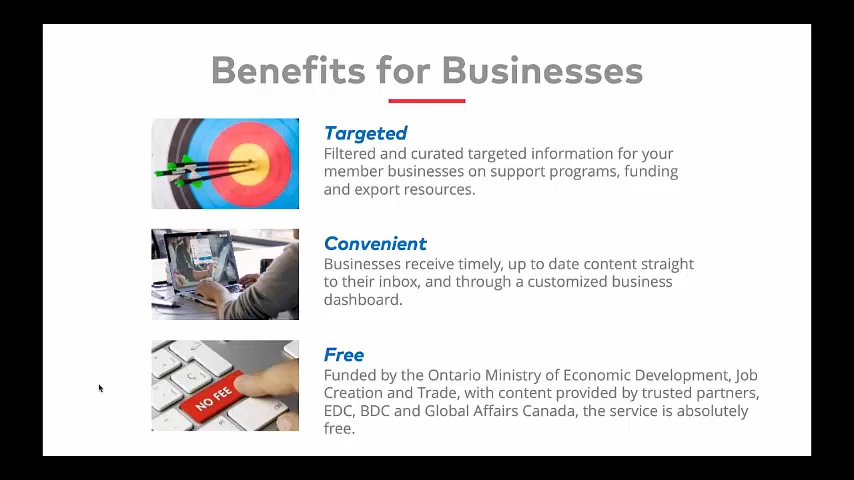 Benefits for Businesses
Targeted
Filtered and curated targeted information for your
member businesses on support programs, funding
and export resources.
Convenient
Businesses receive timely, up to date content straight
to their inbox, and through a customized business
dashboard.
Free
Funded by the Ontario Ministry of Economic Development, Job
Creation and Trade, with content provided by trusted partners,
EDC, BDC and Global Affairs Canada, the service is absolutely
free.
NO FEE